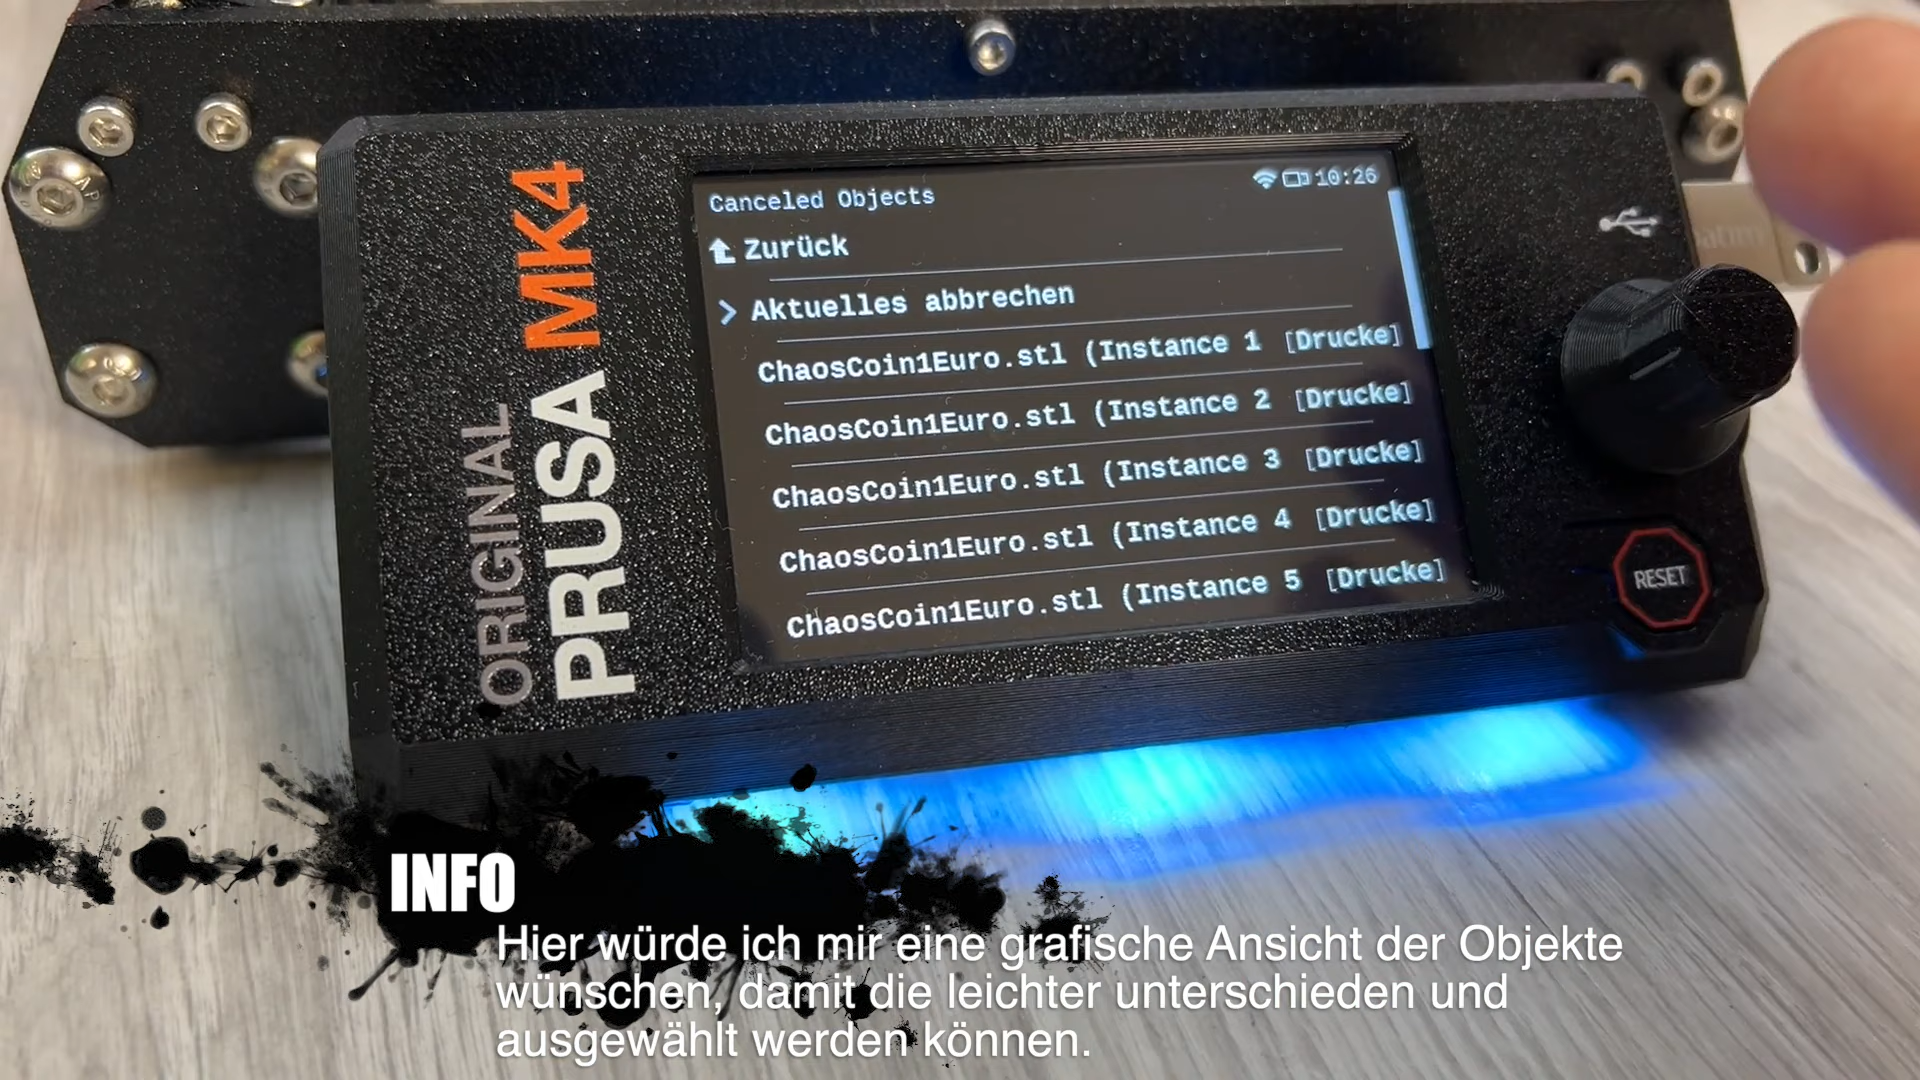 ORIGINAL
PRUSA MK4
Canceled Objects
10:26
Zurück
Aktuelles abbrechen
ChaosCoin1Euro.stl (Instance 1 [Drucke]
ChaosCoin1Euro.stl (Instance 2 [Drucke]
ChaosCoin1Euro.stl (Instance 3 [Drucke]
ChaosCoin1Euro.stl (Instance 4 [Drucke]
ChaosCoin1Euro.stl (Instance 5 [Drucke]
RESET
INFO
Hier würde ich mir eine grafische Ansicht der Objekte
wünschen, damit die leichter unterschieden und
ausgewählt werden können.